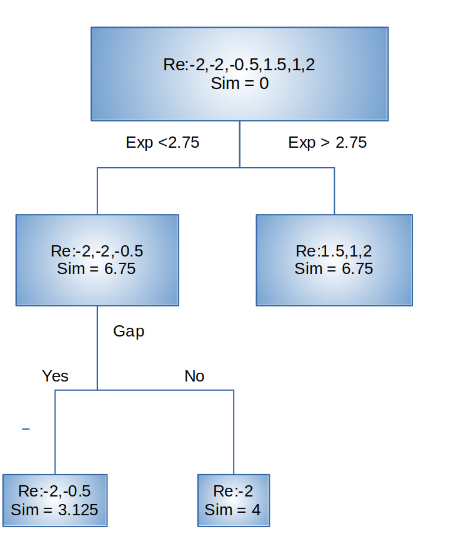 Re:-2,-2,-0.5,1.5,1,2
Sim = 0
Exp <2.75
Exp > 2.75
Re:-2,-2,-0.5
Sim = 6.75
Re:1.5,1,2
Sim = 6.75
Gap
Yes
No
Re:-2,-0.5
Sim = 3.125
Re:-2
Sim = 4